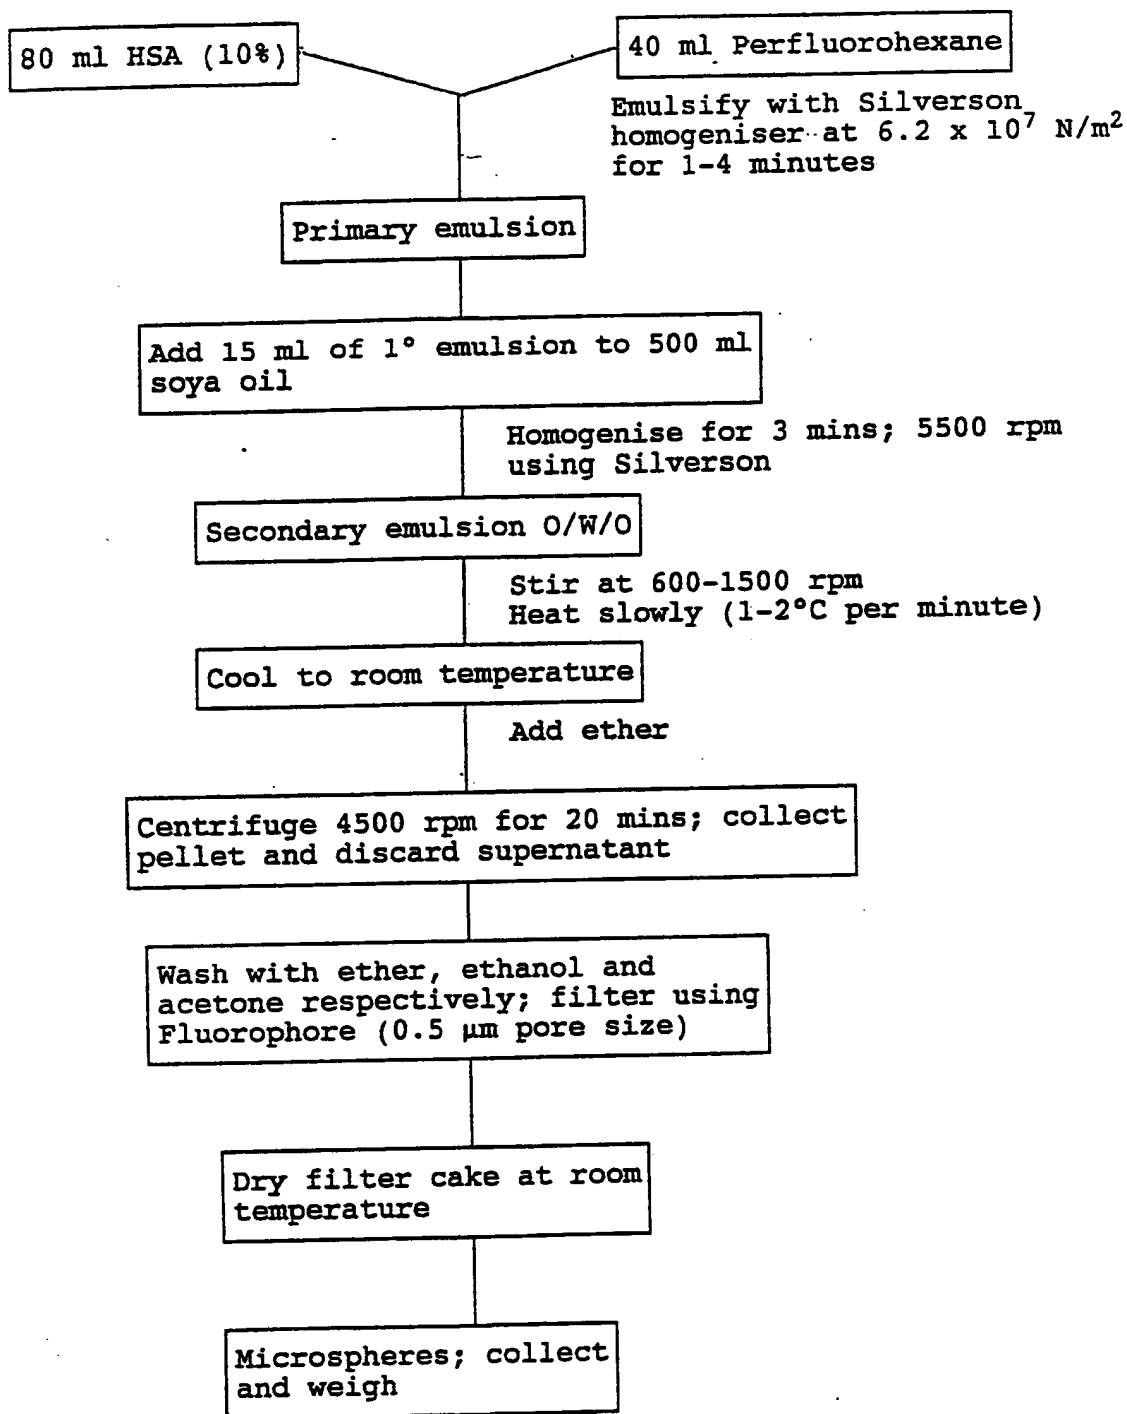 80 ml HSA (10%)
40 ml Perfluorohexane
Emulsify with Silverson
homogeniser at 6.2 x 10⁷ N/m²
for 1-4 minutes
Primary emulsion
Add 15 ml of 1° emulsion to 500 ml
soya oil
Homogenise for 3 mins; 5500 rpm
using Silverson
Secondary emulsion O/W/O
Stir at 600-1500 rpm
Heat slowly (1-2°C per minute)
Cool to room temperature
Add ether
Centrifuge 4500 rpm for 20 mins; collect
pellet and discard supernatant
Wash with ether, ethanol and
acetone respectively; filter using
Fluorophore (0.5 µm pore size)
Dry filter cake at room
temperature
Microspheres; collect
and weigh